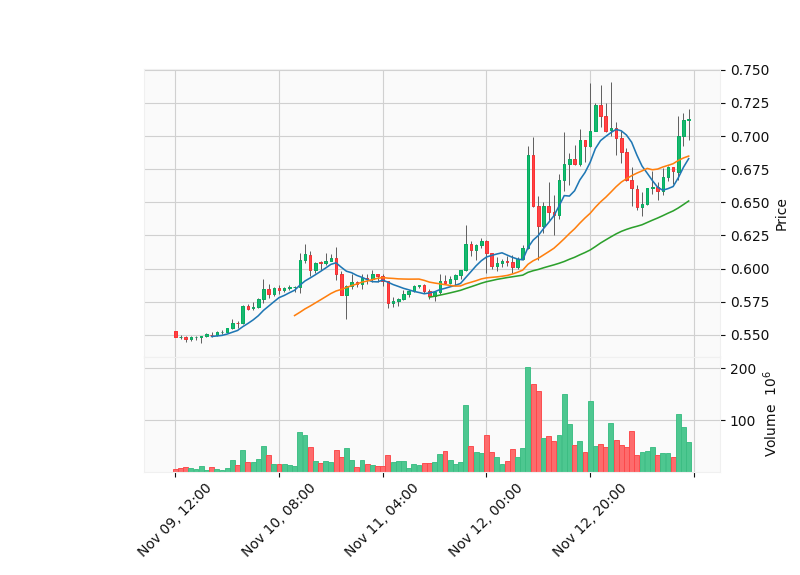 0.750
0.725
0.700
0.675
0.650
0.625
0.600
0.575
0.550
Price
200
100
Volume 10^6
Nov 09, 12:00
Nov 10, 08:00
Nov 11, 04:00
Nov 12, 00:00
Nov 12, 20:00